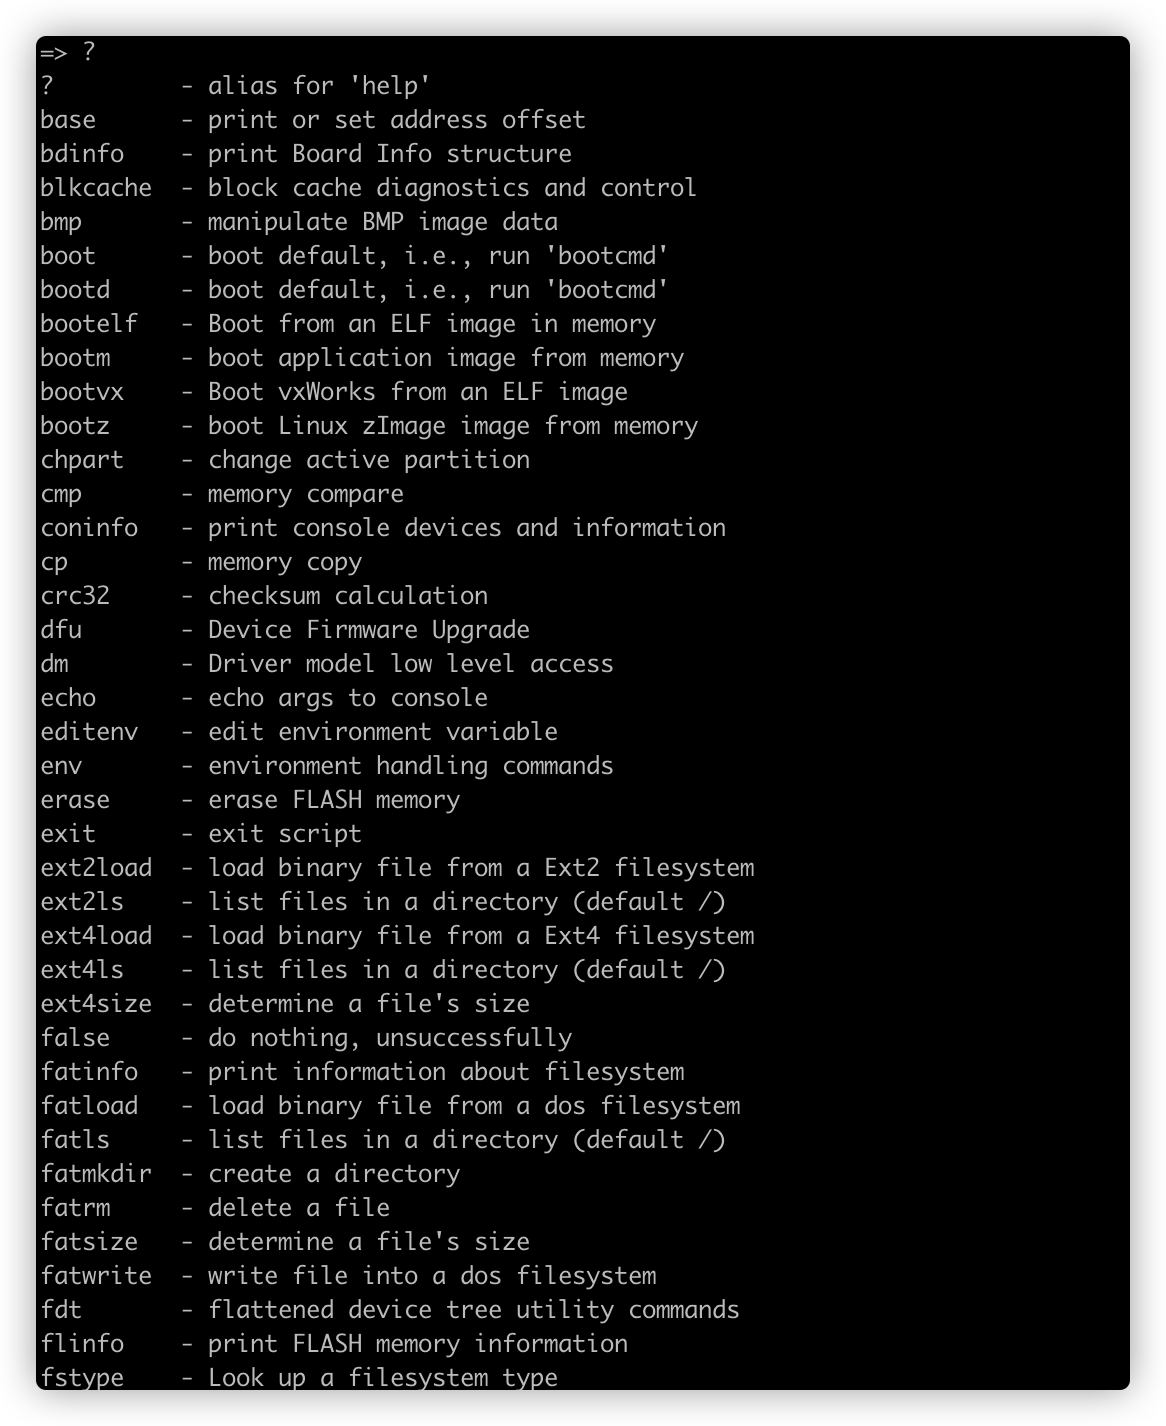 => ?
?         - alias for 'help'
base      - print or set address offset
bdinfo    - print Board Info structure
blkcache  - block cache diagnostics and control
bmp       - manipulate BMP image data
boot      - boot default, i.e., run 'bootcmd'
bootd     - boot default, i.e., run 'bootcmd'
bootelf   - Boot from an ELF image in memory
bootm     - boot application image from memory
bootvx    - Boot vxWorks from an ELF image
bootz     - boot Linux zImage image from memory
chpart    - change active partition
cmp       - memory compare
coninfo   - print console devices and information
cp        - memory copy
crc32     - checksum calculation
dfu       - Device Firmware Upgrade
dm        - Driver model low level access
echo      - echo args to console
editenv   - edit environment variable
env       - environment handling commands
erase     - erase FLASH memory
exit      - exit script
ext2load  - load binary file from a Ext2 filesystem
ext2ls    - list files in a directory (default /)
ext4load  - load binary file from a Ext4 filesystem
ext4ls    - list files in a directory (default /)
ext4size  - determine a file's size
false     - do nothing, unsuccessfully
fatinfo   - print information about filesystem
fatload   - load binary file from a dos filesystem
fatls     - list files in a directory (default /)
fatmkdir  - create a directory
fatrm     - delete a file
fatsize   - determine a file's size
fatwrite  - write file into a dos filesystem
fdt       - flattened device tree utility commands
flinfo    - print FLASH memory information
fstype    - Look up a filesystem type